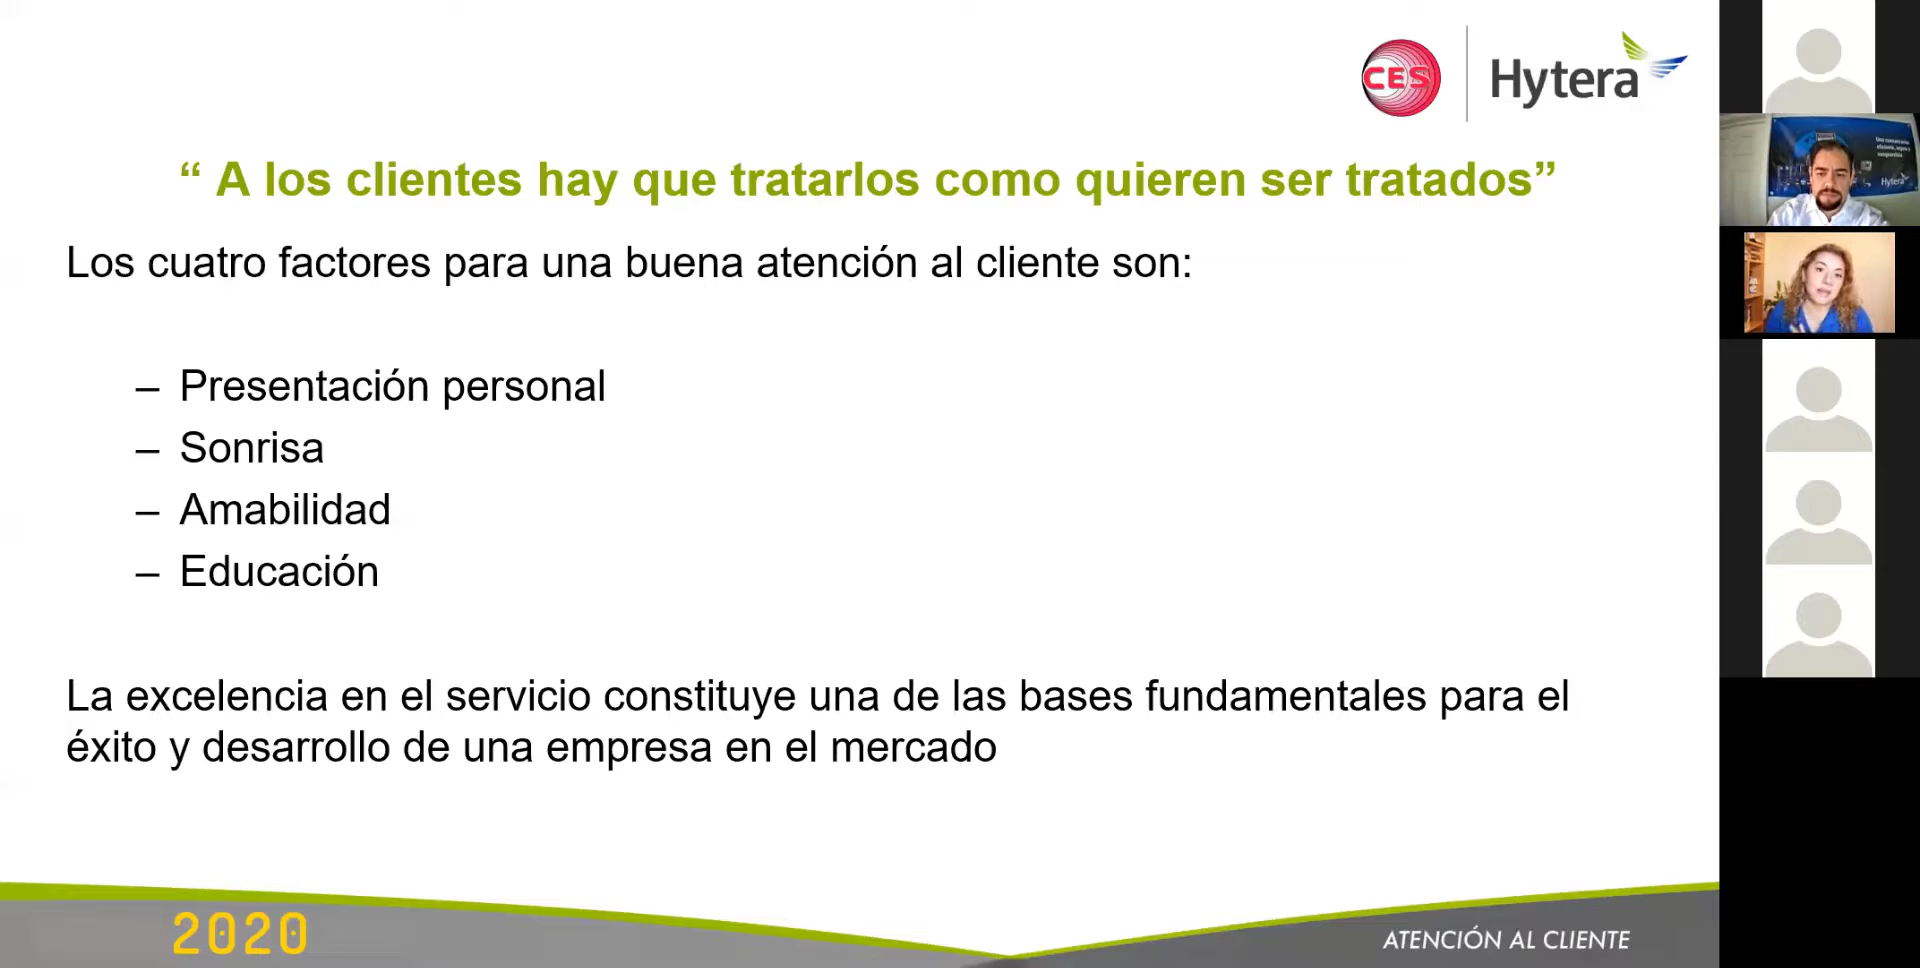 CES
Hytera
“ A los clientes hay que tratarlos como quieren ser tratados”
Los cuatro factores para una buena atención al cliente son:
– Presentación personal
– Sonrisa
– Amabilidad
– Educación
La excelencia en el servicio constituye una de las bases fundamentales para el
éxito y desarrollo de una empresa en el mercado
2020
ATENCIÓN AL CLIENTE
Hytera